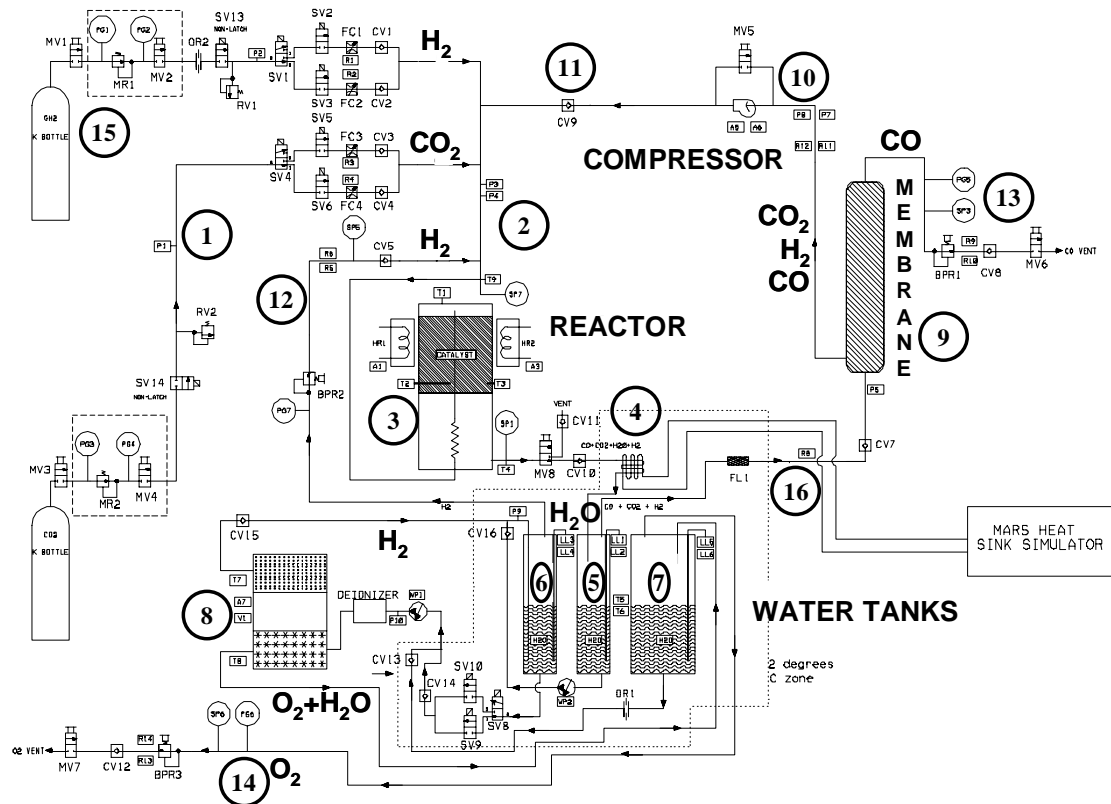 SV13
NON-LATCH
MV1
PG1
PG2
OR2
MR1
MV2
P2
RV1
SV1
SV2
FC1
CV1
R1
R2
SV3
FC2
CV2
H2
GH2
K BOTTLE
15
SV5
FC3
CV3
R3
R4
SV4
SV6
FC4
CV4
CO2
11
CV9
MV5
10
A5
A6
P8
P7
R12
R11
COMPRESSOR
CO
MEMBRANE
PG5
SP3
13
BPR1
R9
R10
CV8
MV6
CO VENT
CO2
H2
CO
9
P5
CV7
1
P1
P3
P4
2
SP5
R6
R5
CV5
H2
12
T9
SP7
T1
REACTOR
HR1
HR2
CATALYST
A1
A3
T2
T3
3
RV2
SV14
NON-LATCH
BPR2
PG7
PG3
PG4
MV3
MR2
MV4
CO2
K BOTTLE
SP1
T4
VENT
CV11
4
MV8
CV10
CO+CO2+H2O+H2
FL1
R8
16
MARS HEAT
SINK SIMULATOR
H2
P9
H2O
CO + CO2 + H2
CV15
H2
CV16
LL3
LL4
LL1
LL2
LL5
LL6
6
5
7
T5
T6
H2O
H2O
H2O
WATER TANKS
2 degrees
C zone
T7
A7
V1
T8
8
DEIONIZER
WP1
P10
CV13
CV14
SV10
SV8
SV9
WP2
OR1
O2+H2O
SP6
PG6
O2 VENT
MV7
CV12
R14
R13
BPR3
14
O2